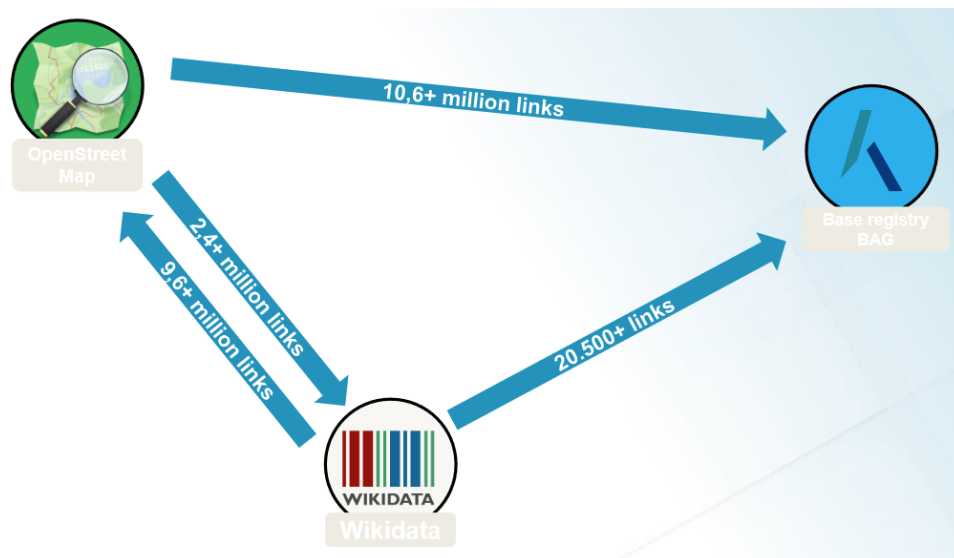 10,6+ million links
OpenStreet
Map
Base registry
BAG
2,4+ million links
9,6+ million links
20.500+ links
WIKIDATA
Wikidata